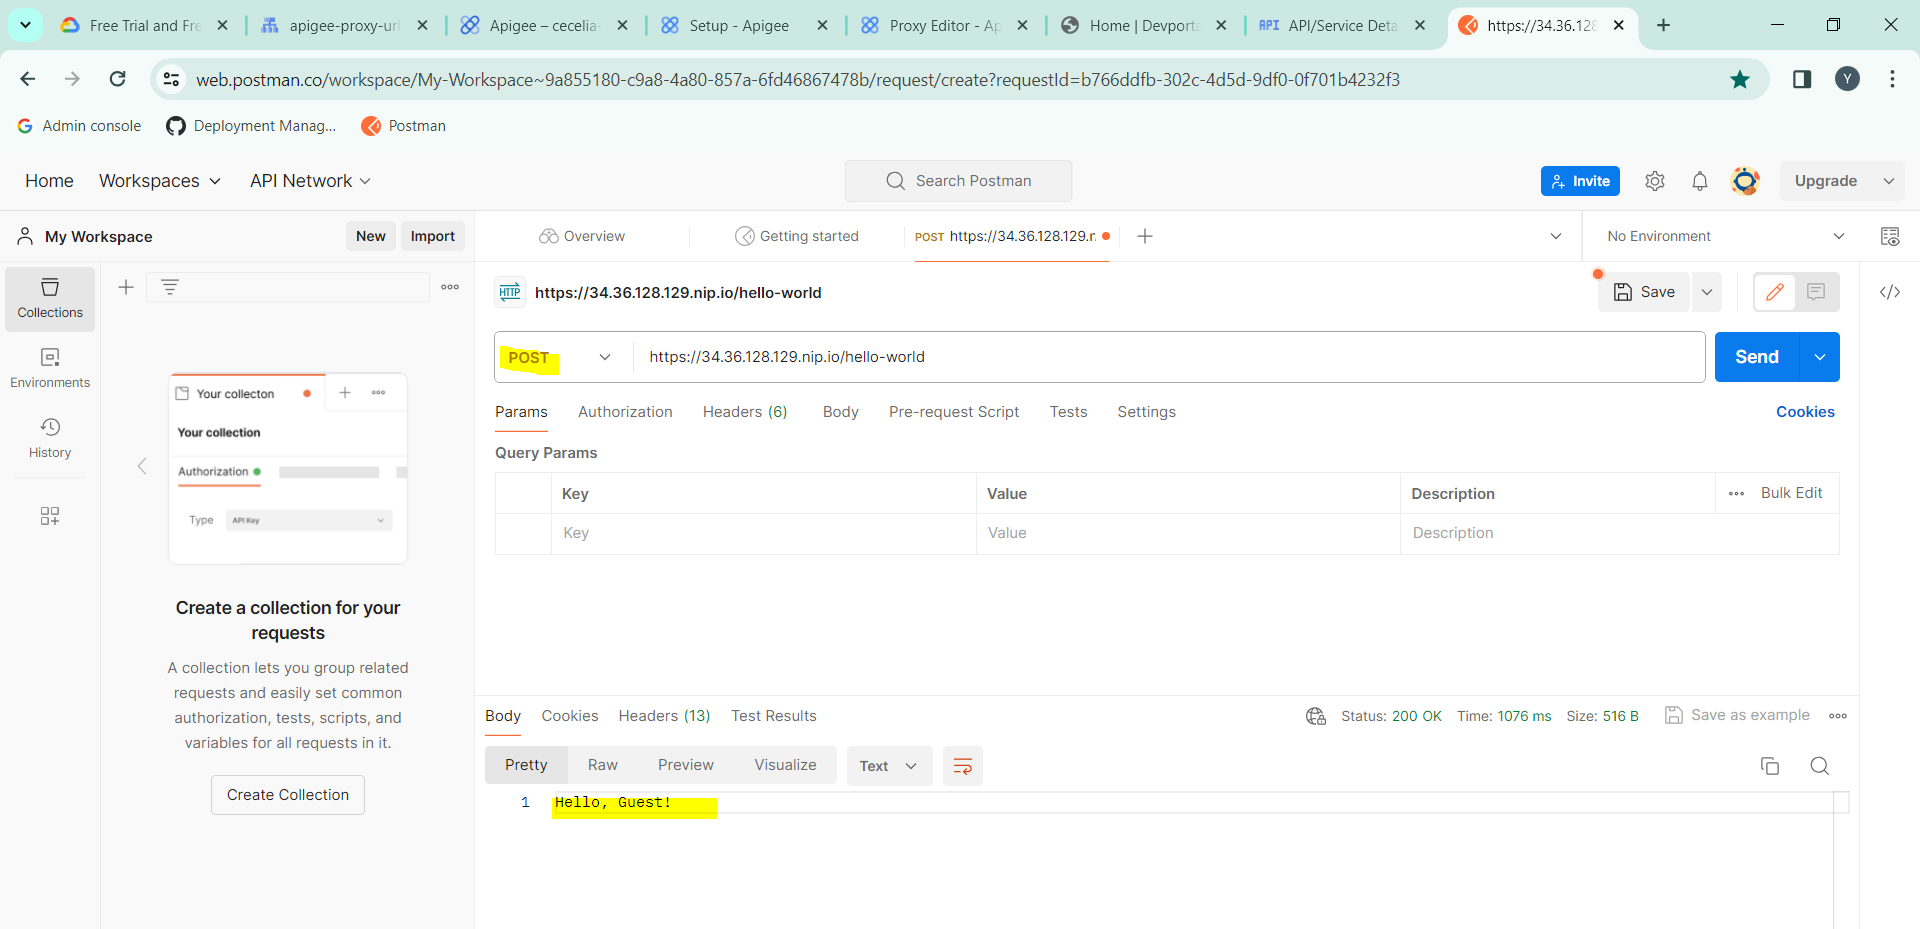 Free Trial and Fre
apigee-proxy-url
Apigee – cecelia-
Setup - Apigee
Proxy Editor - Ap
Home | Devporta
API API/Service Deta
https://34.36.128
web.postman.co/workspace/My-Workspace~9a855180-c9a8-4a80-857a-6fd46867478b/request/create?requestId=b766ddfb-302c-4d5d-9df0-0f701b4232f3
Y
Admin console
Deployment Manag...
Postman
Home
Workspaces
API Network
Search Postman
Invite
Upgrade
My Workspace
New
Import
Overview
Getting started
POST https://34.36.128.129.n
No Environment
Collections
Environments
History
Your collecton
Your collection
Authorization
Type
API Key
Create a collection for your
requests
A collection lets you group related
requests and easily set common
authorization, tests, scripts, and
variables for all requests in it.
Create Collection
HTTP
https://34.36.128.129.nip.io/hello-world
Save
POST
https://34.36.128.129.nip.io/hello-world
Send
Params
Authorization
Headers (6)
Body
Pre-request Script
Tests
Settings
Cookies
Query Params
Key
Value
Description
Bulk Edit
Key
Value
Description
Body
Cookies
Headers (13)
Test Results
Status: 200 OK
Time: 1076 ms
Size: 516 B
Save as example
Pretty
Raw
Preview
Visualize
Text
1
Hello, Guest!